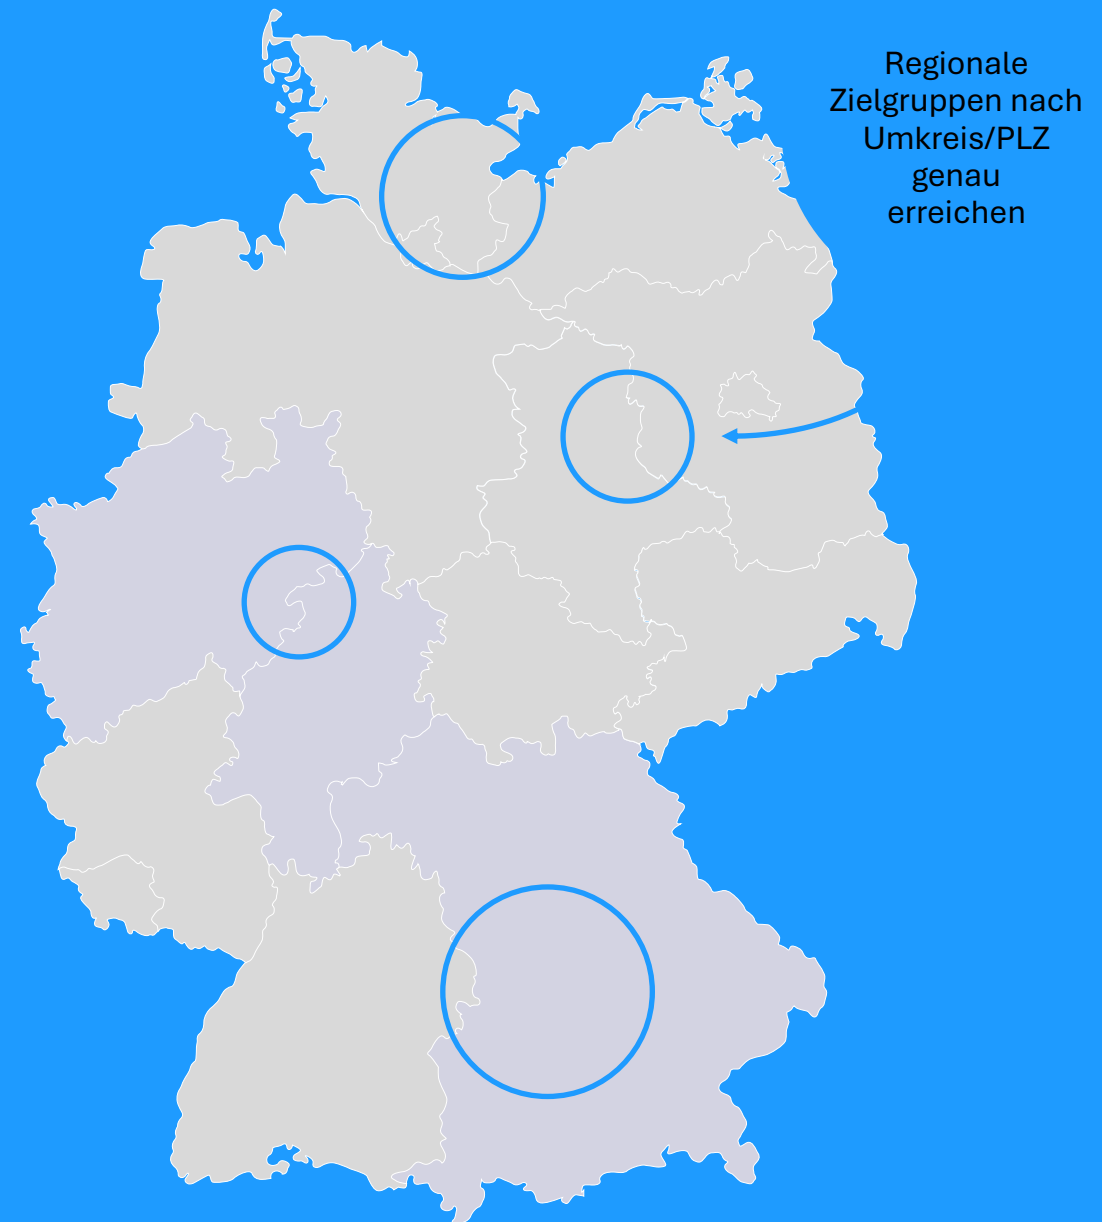 Regionale
Zielgruppen nach
Umkreis/PLZ
genau
erreichen